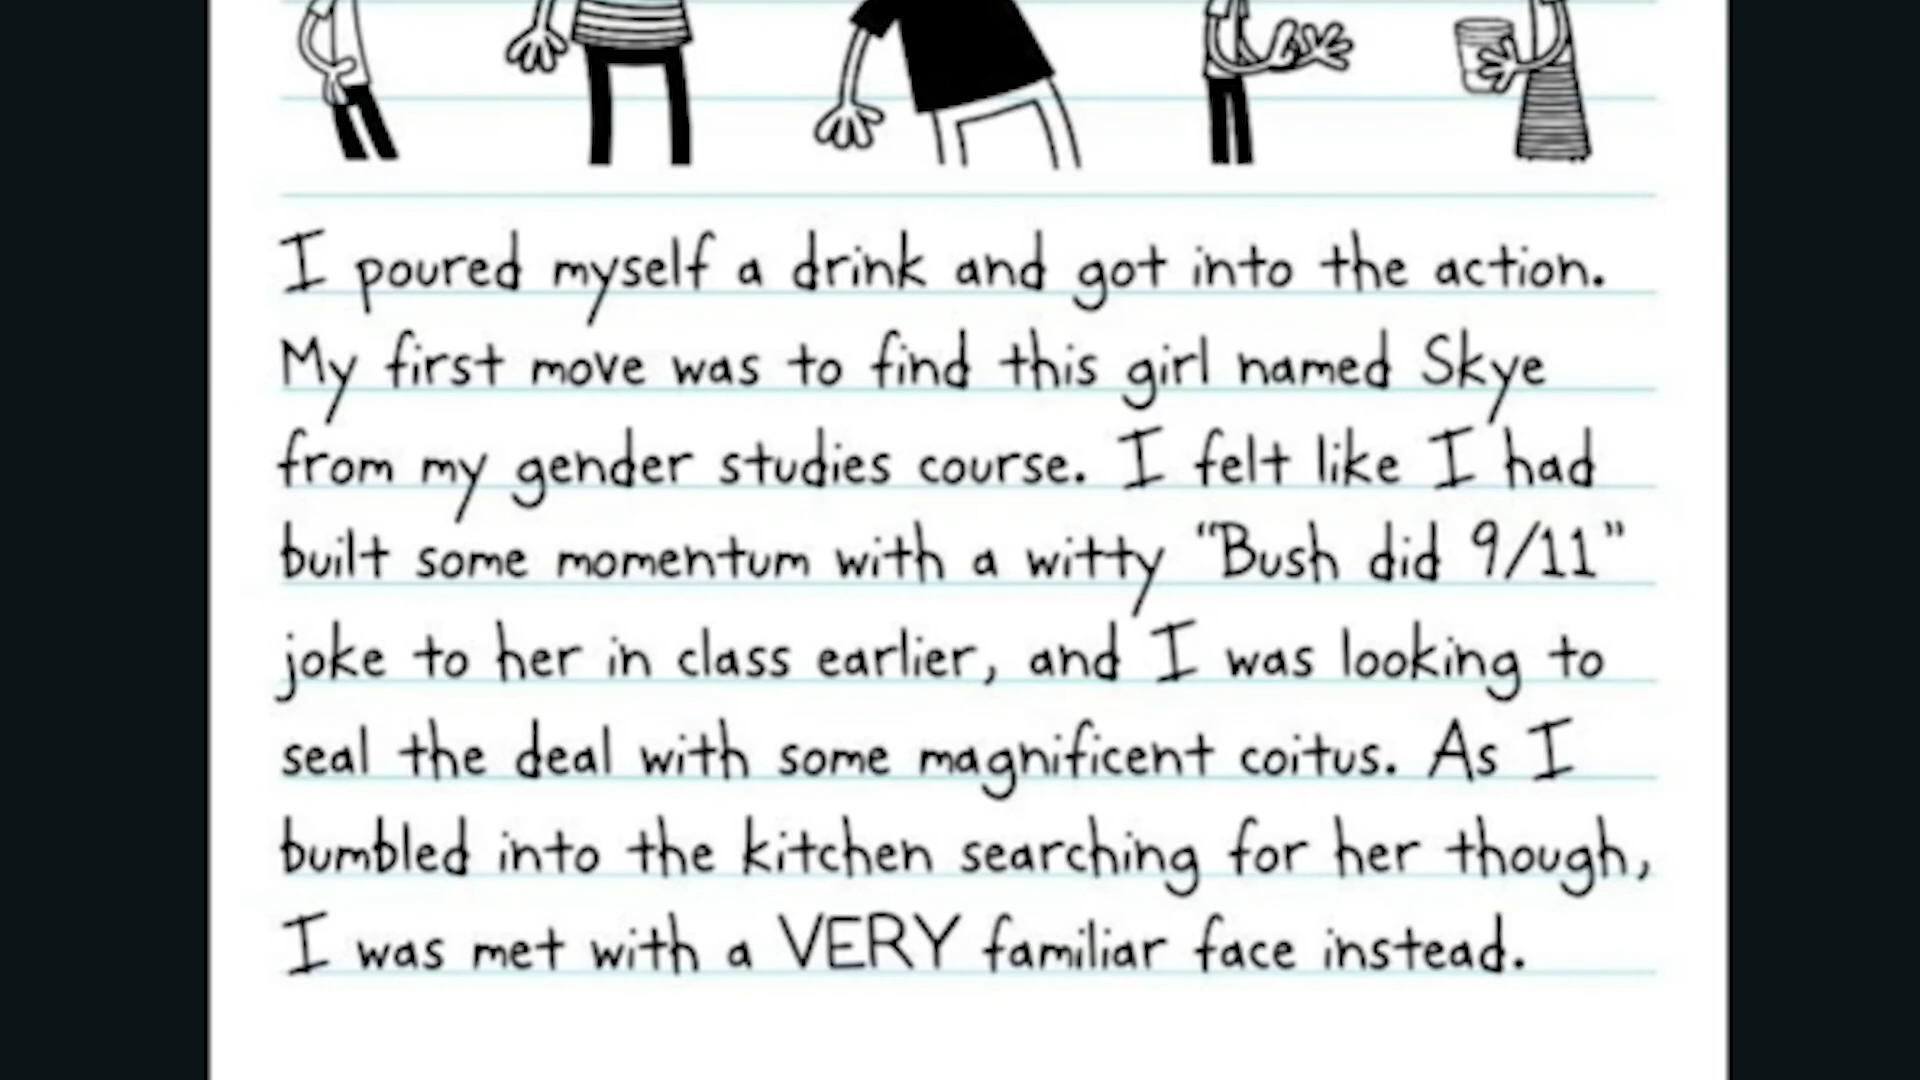 I poured myself a drink and got into the action.
My first move was to find this girl named Skye
from my gender studies course. I felt like I had
built some momentum with a witty “Bush did 9/11”
joke to her in class earlier, and I was looking to
seal the deal with some magnificent coitus. As I
bumbled into the kitchen searching for her though,
I was met with a VERY familiar face instead.